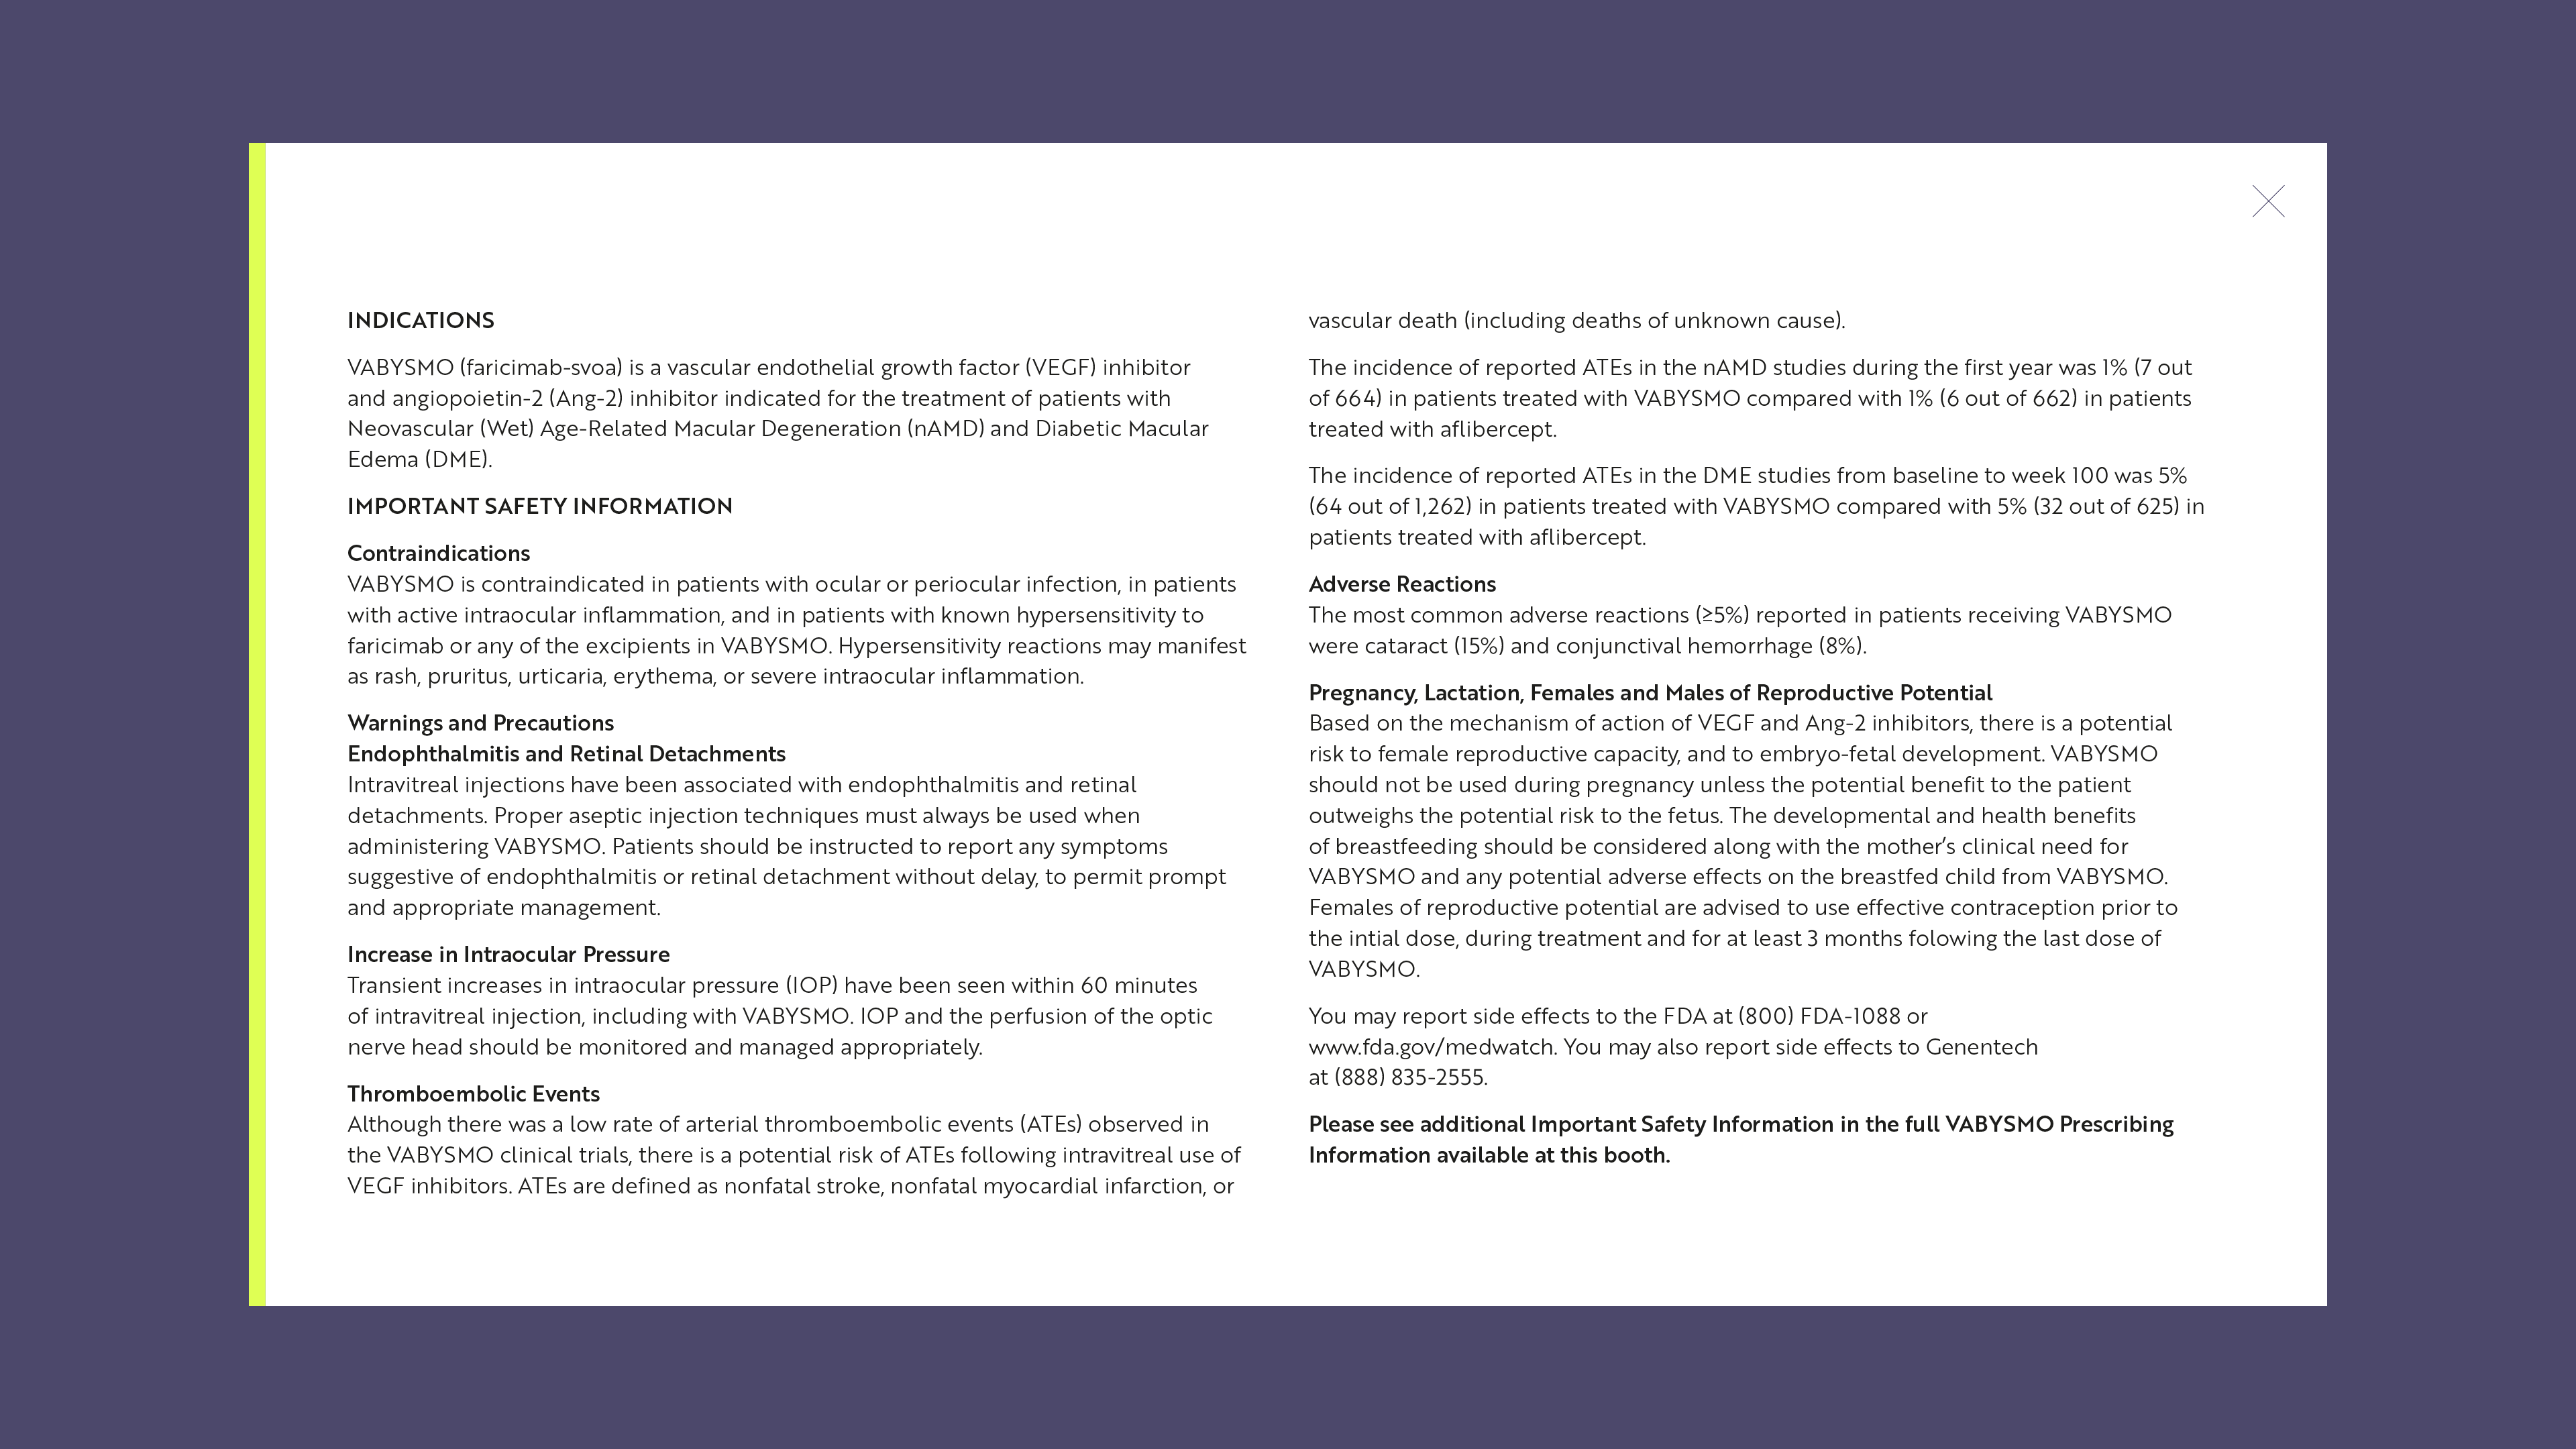 INDICATIONS
VABYSMO (faricimab-svoa) is a vascular endothelial growth factor (VEGF) inhibitor
and angiopoietin-2 (Ang-2) inhibitor indicated for the treatment of patients with
Neovascular (Wet) Age-Related Macular Degeneration (nAMD) and Diabetic Macular
Edema (DME).
IMPORTANT SAFETY INFORMATION
Contraindications
VABYSMO is contraindicated in patients with ocular or periocular infection, in patients
with active intraocular inflammation, and in patients with known hypersensitivity to
faricimab or any of the excipients in VABYSMO. Hypersensitivity reactions may manifest
as rash, pruritus, urticaria, erythema, or severe intraocular inflammation.
Warnings and Precautions
Endophthalmitis and Retinal Detachments
Intravitreal injections have been associated with endophthalmitis and retinal
detachments. Proper aseptic injection techniques must always be used when
administering VABYSMO. Patients should be instructed to report any symptoms
suggestive of endophthalmitis or retinal detachment without delay, to permit prompt
and appropriate management.
Increase in Intraocular Pressure
Transient increases in intraocular pressure (IOP) have been seen within 60 minutes
of intravitreal injection, including with VABYSMO. IOP and the perfusion of the optic
nerve head should be monitored and managed appropriately.
Thromboembolic Events
Although there was a low rate of arterial thromboembolic events (ATEs) observed in
the VABYSMO clinical trials, there is a potential risk of ATEs following intravitreal use of
VEGF inhibitors. ATEs are defined as nonfatal stroke, nonfatal myocardial infarction, or
vascular death (including deaths of unknown cause).
The incidence of reported ATEs in the nAMD studies during the first year was 1% (7 out
of 664) in patients treated with VABYSMO compared with 1% (6 out of 662) in patients
treated with aflibercept.
The incidence of reported ATEs in the DME studies from baseline to week 100 was 5%
(64 out of 1,262) in patients treated with VABYSMO compared with 5% (32 out of 625) in
patients treated with aflibercept.
Adverse Reactions
The most common adverse reactions (≥5%) reported in patients receiving VABYSMO
were cataract (15%) and conjunctival hemorrhage (8%).
Pregnancy, Lactation, Females and Males of Reproductive Potential
Based on the mechanism of action of VEGF and Ang-2 inhibitors, there is a potential
risk to female reproductive capacity, and to embryo-fetal development. VABYSMO
should not be used during pregnancy unless the potential benefit to the patient
outweighs the potential risk to the fetus. The developmental and health benefits
of breastfeeding should be considered along with the mother’s clinical need for
VABYSMO and any potential adverse effects on the breastfed child from VABYSMO.
Females of reproductive potential are advised to use effective contraception prior to
the intial dose, during treatment and for at least 3 months folowing the last dose of
VABYSMO.
You may report side effects to the FDA at (800) FDA-1088 or
www.fda.gov/medwatch. You may also report side effects to Genentech
at (888) 835-2555.
Please see additional Important Safety Information in the full VABYSMO Prescribing
Information available at this booth.